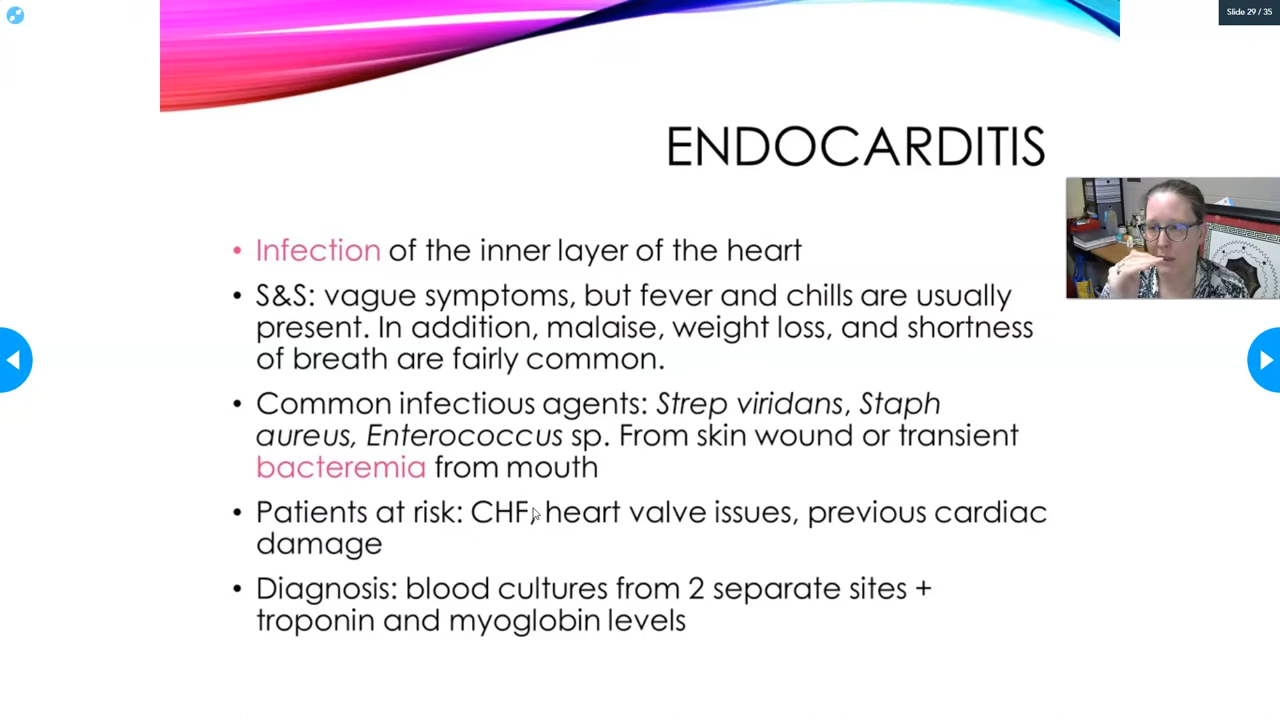 Slide 29 / 35
ENDOCARDITIS
• Infection of the inner layer of the heart
• S&S: vague symptoms, but fever and chills are usually
present. In addition, malaise, weight loss, and shortness
of breath are fairly common.
• Common infectious agents: Strep viridans, Staph
aureus, Enterococcus sp. From skin wound or transient
bacteremia from mouth
• Patients at risk: CHF, heart valve issues, previous cardiac
damage
• Diagnosis: blood cultures from 2 separate sites +
troponin and myoglobin levels